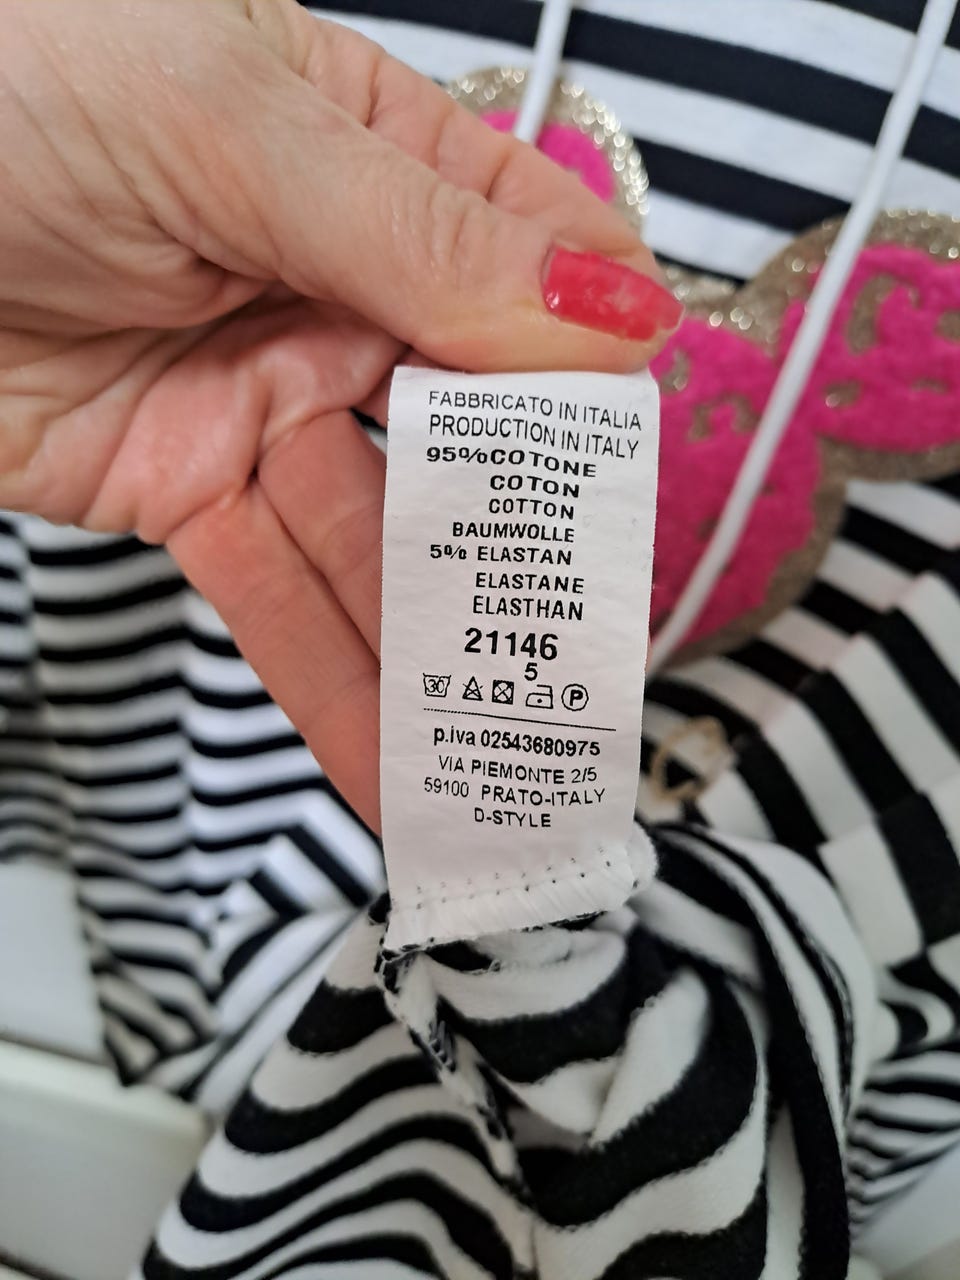 FABBRICATO IN ITALIA
PRODUCTION IN ITALY
95%COTONE
COTON
COTTON
BAUMWOLLE
5% ELASTAN
ELASTANE
ELASTHAN
21146
5
30 P
p.iva 02543680975
VIA PIEMONTE 2/5
59100 PRATO-ITALY
D-STYLE